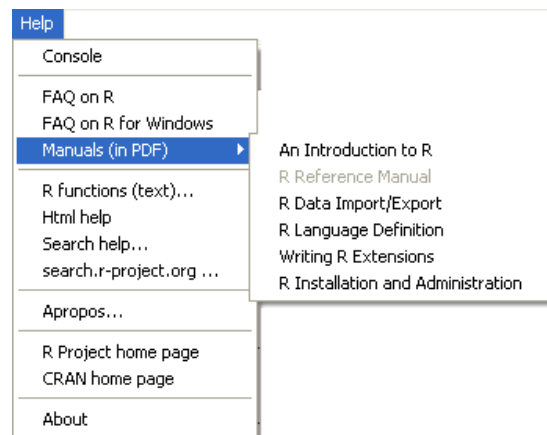 Help
Console
FAQ on R
FAQ on R for Windows
Manuals (in PDF)
An Introduction to R
R Reference Manual
R Data Import/Export
R Language Definition
Writing R Extensions
R Installation and Administration
R functions (text)...
Html help
Search help...
search.r-project.org ...
Apropos...
R Project home page
CRAN home page
About